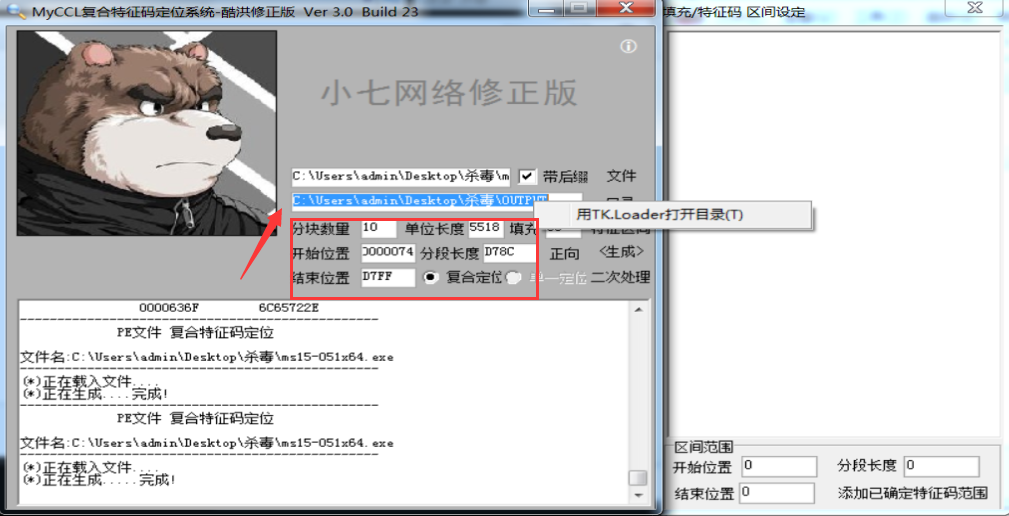 MyCCL复合特征码定位系统-酷洪修正版 Ver 3.0 Build 23
填充/特征码 区间设定
小七网络修正版
C:\Users\admin\Desktop\杀毒\m 带后缀 文件
C:\Users\admin\Desktop\杀毒\OUTPUT
用TK.Loader打开目录(T)
分块数量 10 单位长度 5518 填充 特征区间
开始位置 0000074 分段长度 D78C 正向 <生成>
结束位置 D7FF 复合定位 单一定位 二次处理
0000636F 6C65722E
----------------------------------------
PE文件 复合特征码定位
文件名:C:\Users\admin\Desktop\杀毒\ms15-051x64.exe
----------------------------------------
(*)正在载入文件....
(*)正在生成....完成!
----------------------------------------
PE文件 复合特征码定位
文件名:C:\Users\admin\Desktop\杀毒\ms15-051x64.exe
----------------------------------------
(*)正在载入文件....
(*)正在生成.....完成!
区间范围
开始位置 0 分段长度 0
结束位置 0 添加已确定特征码范围